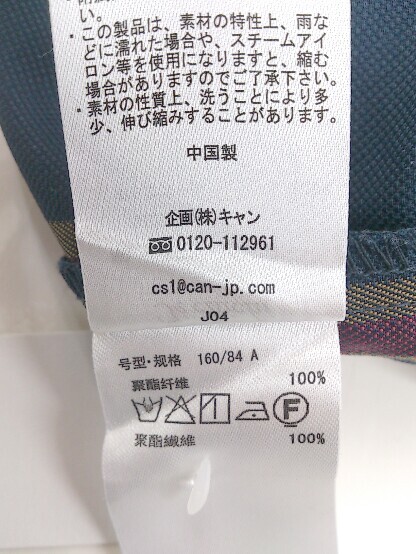 い。
・この製品は、素材の特性上、雨な
どに濡れた場合や、スチームアイ
ロン等を使用になりますと、縮む
場合がありますのでご了承下さい。
・素材の性質上、洗うことにより多
少、伸び縮みすることがあります。
中国製
企画(株)キャン
0120-112961
cs1@can-jp.com
J04
号型·规格 160/84 A
聚酯纤维 100%
F
聚酯纖維 100%